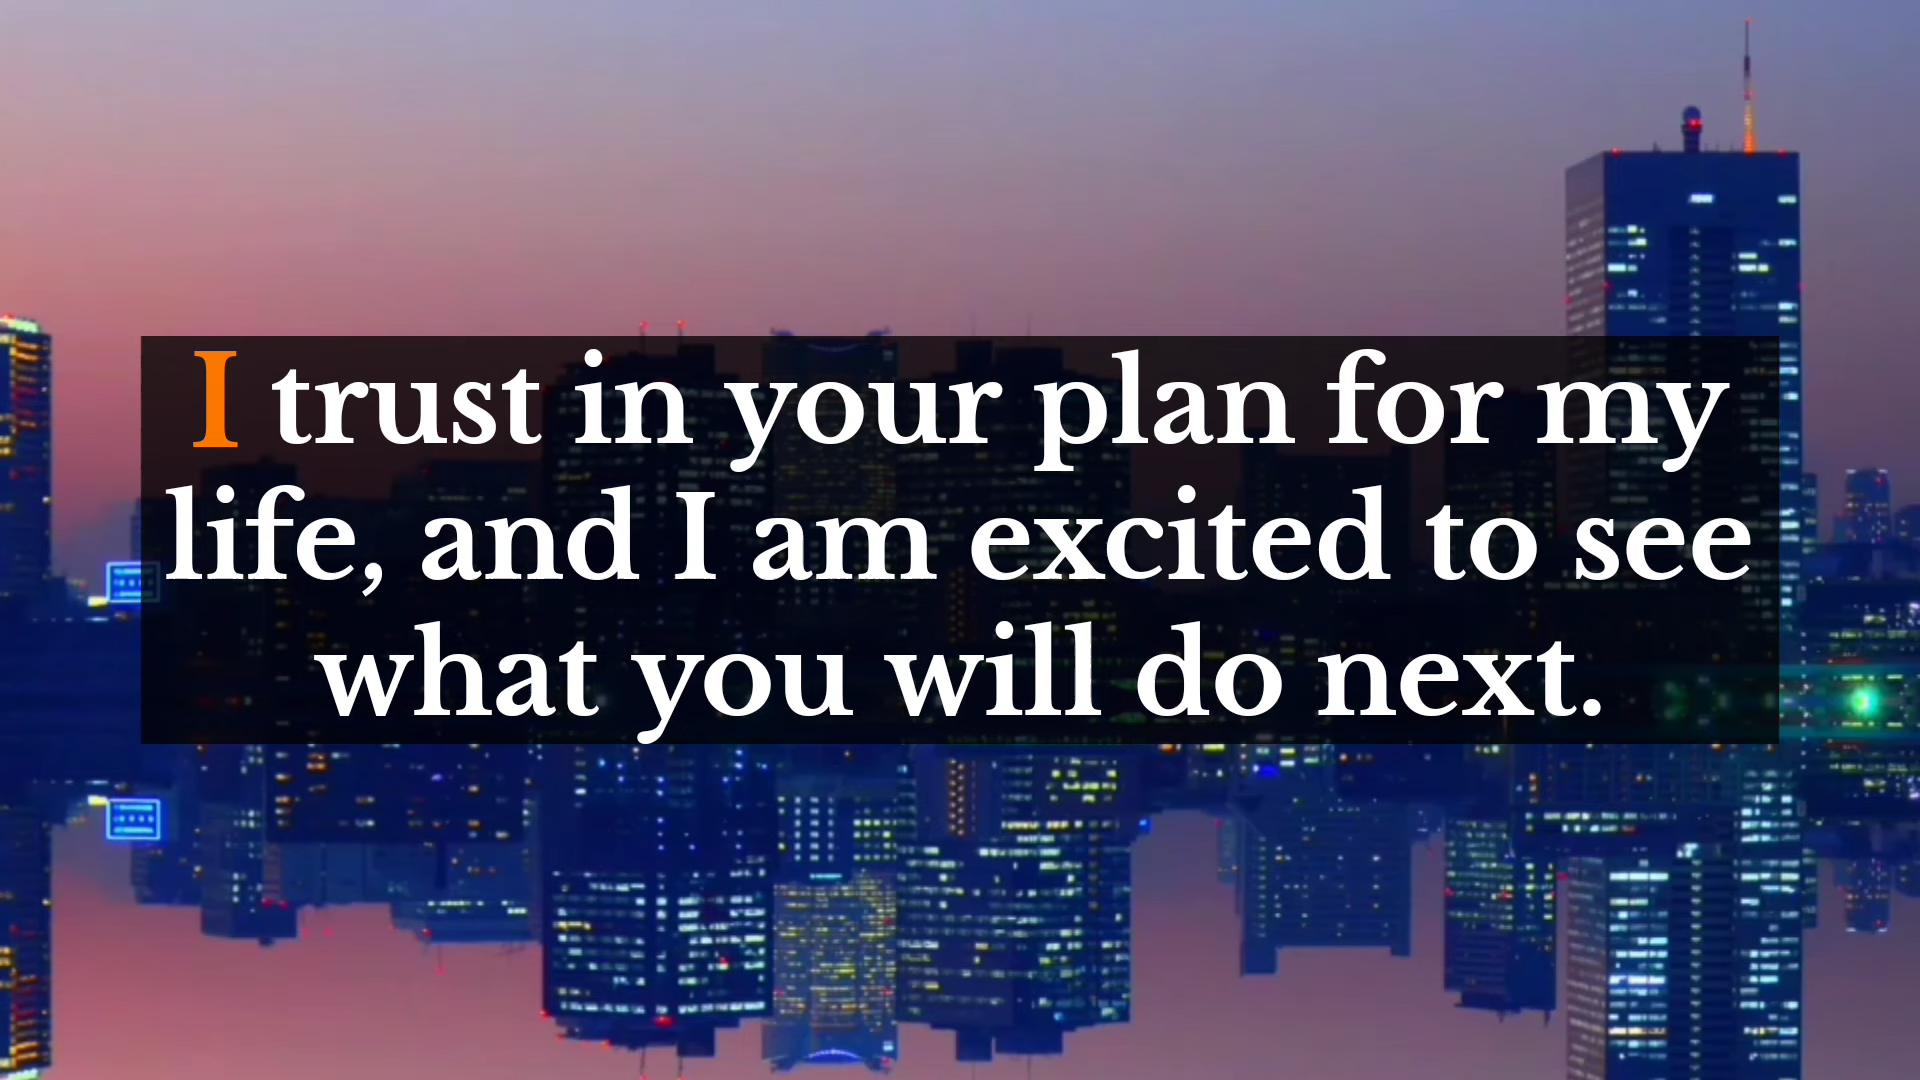 I trust in your plan for my
life, and I am excited to see
what you will do next.